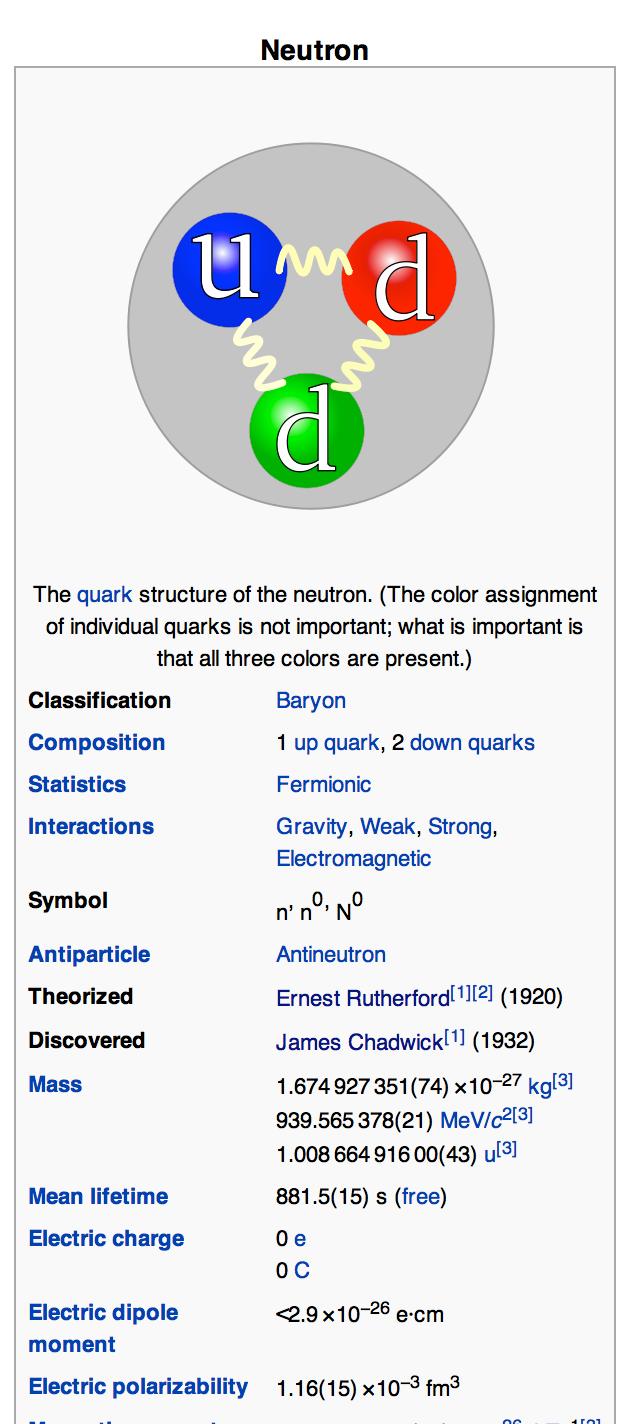 Neutron
u
d
d
The quark structure of the neutron. (The color assignment
of individual quarks is not important; what is important is
that all three colors are present.)
Classification Baryon
Composition 1 up quark, 2 down quarks
Statistics Fermionic
Interactions Gravity, Weak, Strong,
Electromagnetic
Symbol n, n⁰, N⁰
Antiparticle Antineutron
Theorized Ernest Rutherford[1][2] (1920)
Discovered James Chadwick[1] (1932)
Mass 1.674 927 351(74) ×10⁻²⁷ kg[3]
939.565 378(21) MeV/c²[3]
1.008 664 916 00(43) u[3]
Mean lifetime 881.5(15) s (free)
Electric charge 0 e
0 C
Electric dipole <2.9 ×10⁻²⁶ e·cm
moment
Electric polarizability 1.16(15) ×10⁻³ fm³